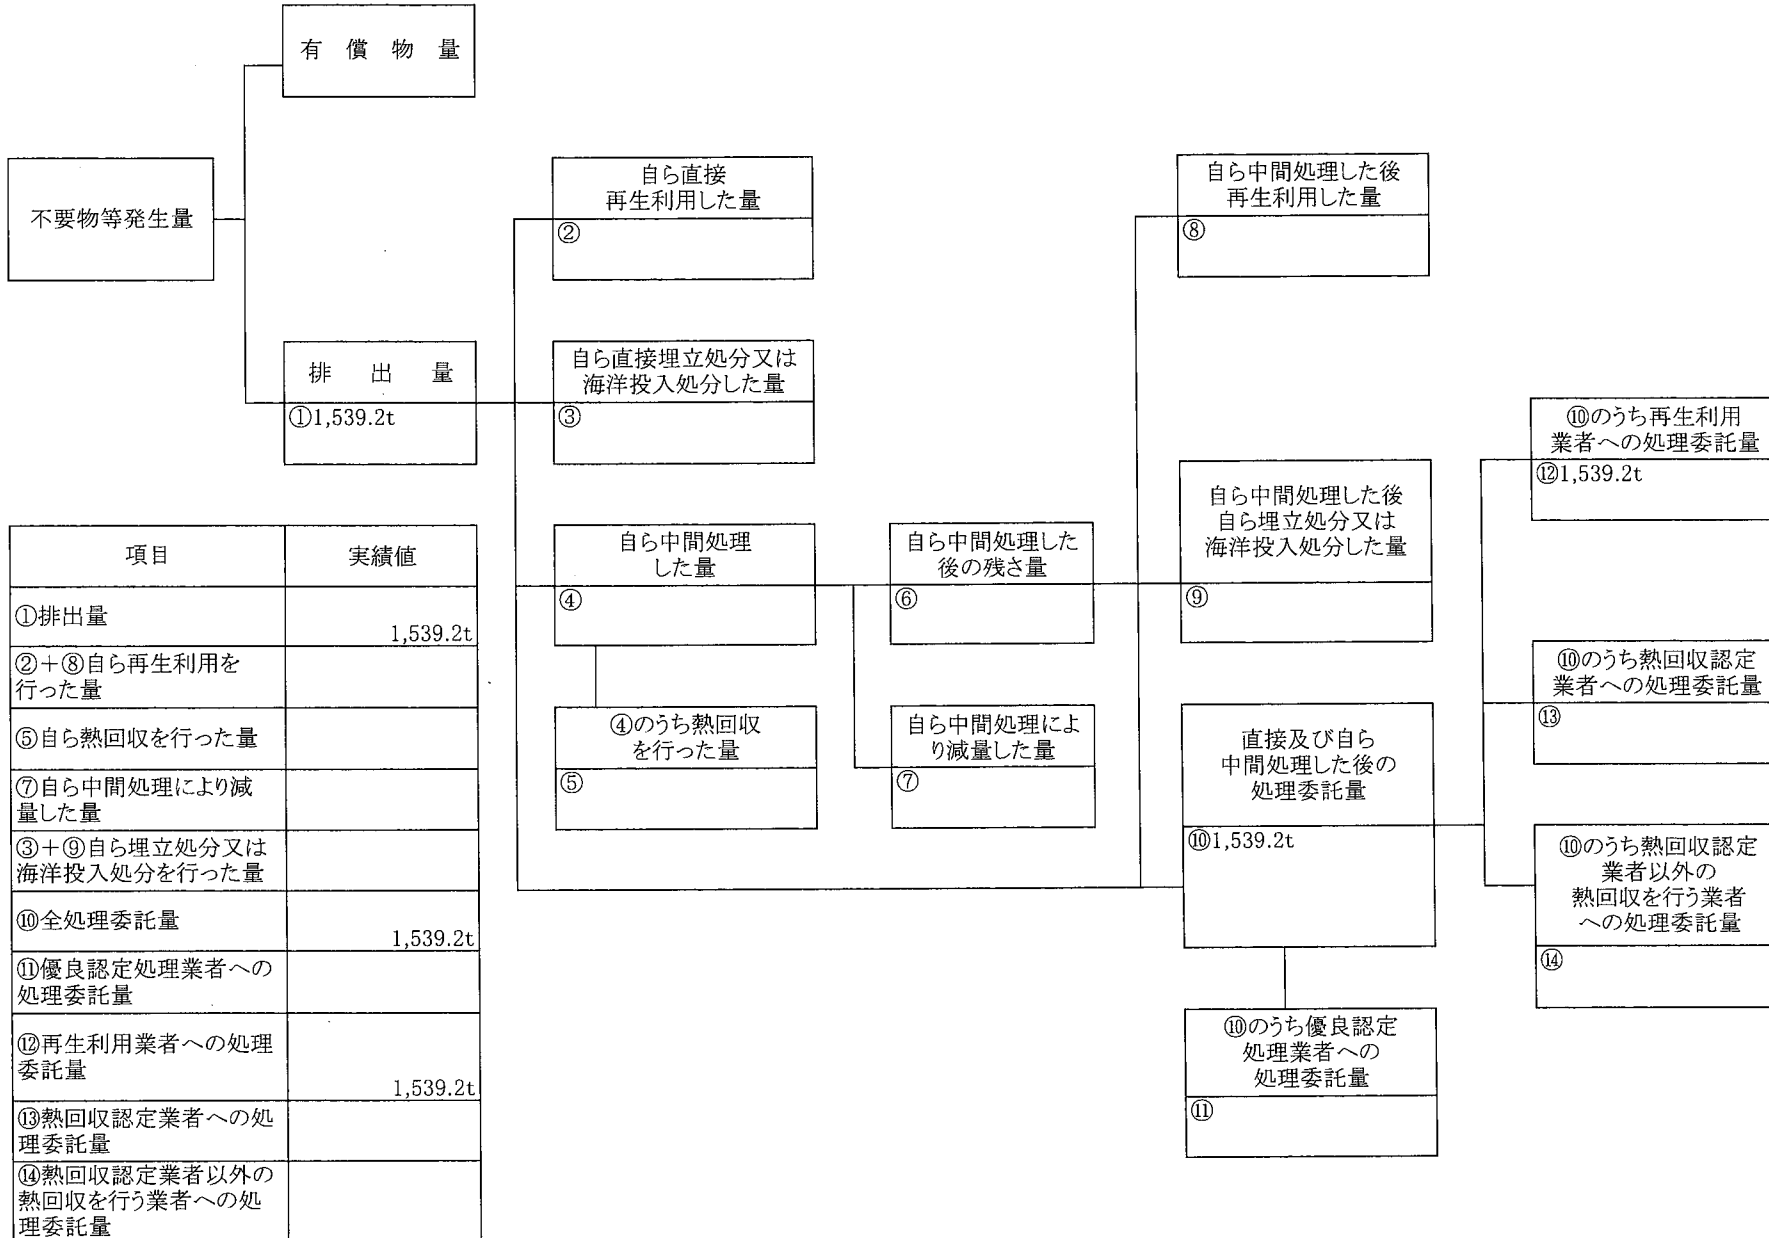 有償物量
不要物等発生量
排出量
①1,539.2t
自ら直接
再生利用した量
②
自ら直接埋立処分又は
海洋投入処分した量
③
自ら中間処理
した量
④
④のうち熱回収
を行った量
⑤
自ら中間処理した
後の残さ量
⑥
自ら中間処理によ
り減量した量
⑦
自ら中間処理した後
再生利用した量
⑧
自ら中間処理した後
自ら埋立処分又は
海洋投入処分した量
⑨
直接及び自ら
中間処理した後の
処理委託量
⑩1,539.2t
⑩のうち優良認定
処理業者への
処理委託量
⑪
⑩のうち再生利用
業者への処理委託量
⑫1,539.2t
⑩のうち熱回収認定
業者への処理委託量
⑬
⑩のうち熱回収認定
業者以外の
熱回収を行う業者
への処理委託量
⑭
項目 実績値
①排出量
1,539.2t
②+⑧自ら再生利用を
行った量
⑤自ら熱回収を行った量
⑦自ら中間処理により減
量した量
③+⑨自ら埋立処分又は
海洋投入処分を行った量
⑩全処理委託量
1,539.2t
⑪優良認定処理業者への
処理委託量
⑫再生利用業者への処理
委託量
1,539.2t
⑬熱回収認定業者への処
理委託量
⑭熱回収認定業者以外の
熱回収を行う業者への処
理委託量